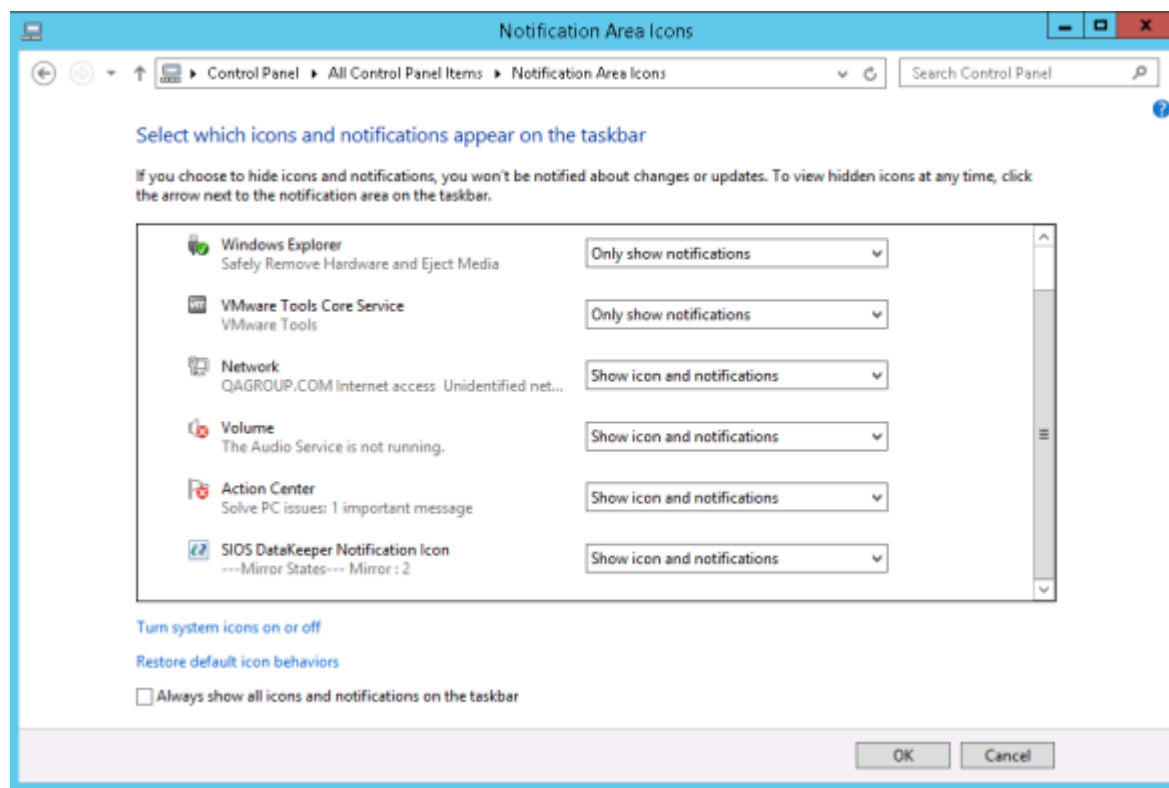 Notification Area Icons
Control Panel All Control Panel Items Notification Area Icons
Search Control Panel
Select which icons and notifications appear on the taskbar
If you choose to hide icons and notifications, you won't be notified about changes or updates. To view hidden icons at any time, click
the arrow next to the notification area on the taskbar.
Windows Explorer
Safely Remove Hardware and Eject Media
Only show notifications
VMware Tools Core Service
VMware Tools
Only show notifications
Network
QAGROUP.COM Internet access Unidentified net...
Show icon and notifications
Volume
The Audio Service is not running.
Show icon and notifications
Action Center
Solve PC issues: 1 important message
Show icon and notifications
SIOS DataKeeper Notification Icon
---Mirror States--- Mirror : 2
Show icon and notifications
Turn system icons on or off
Restore default icon behaviors
Always show all icons and notifications on the taskbar
OK Cancel